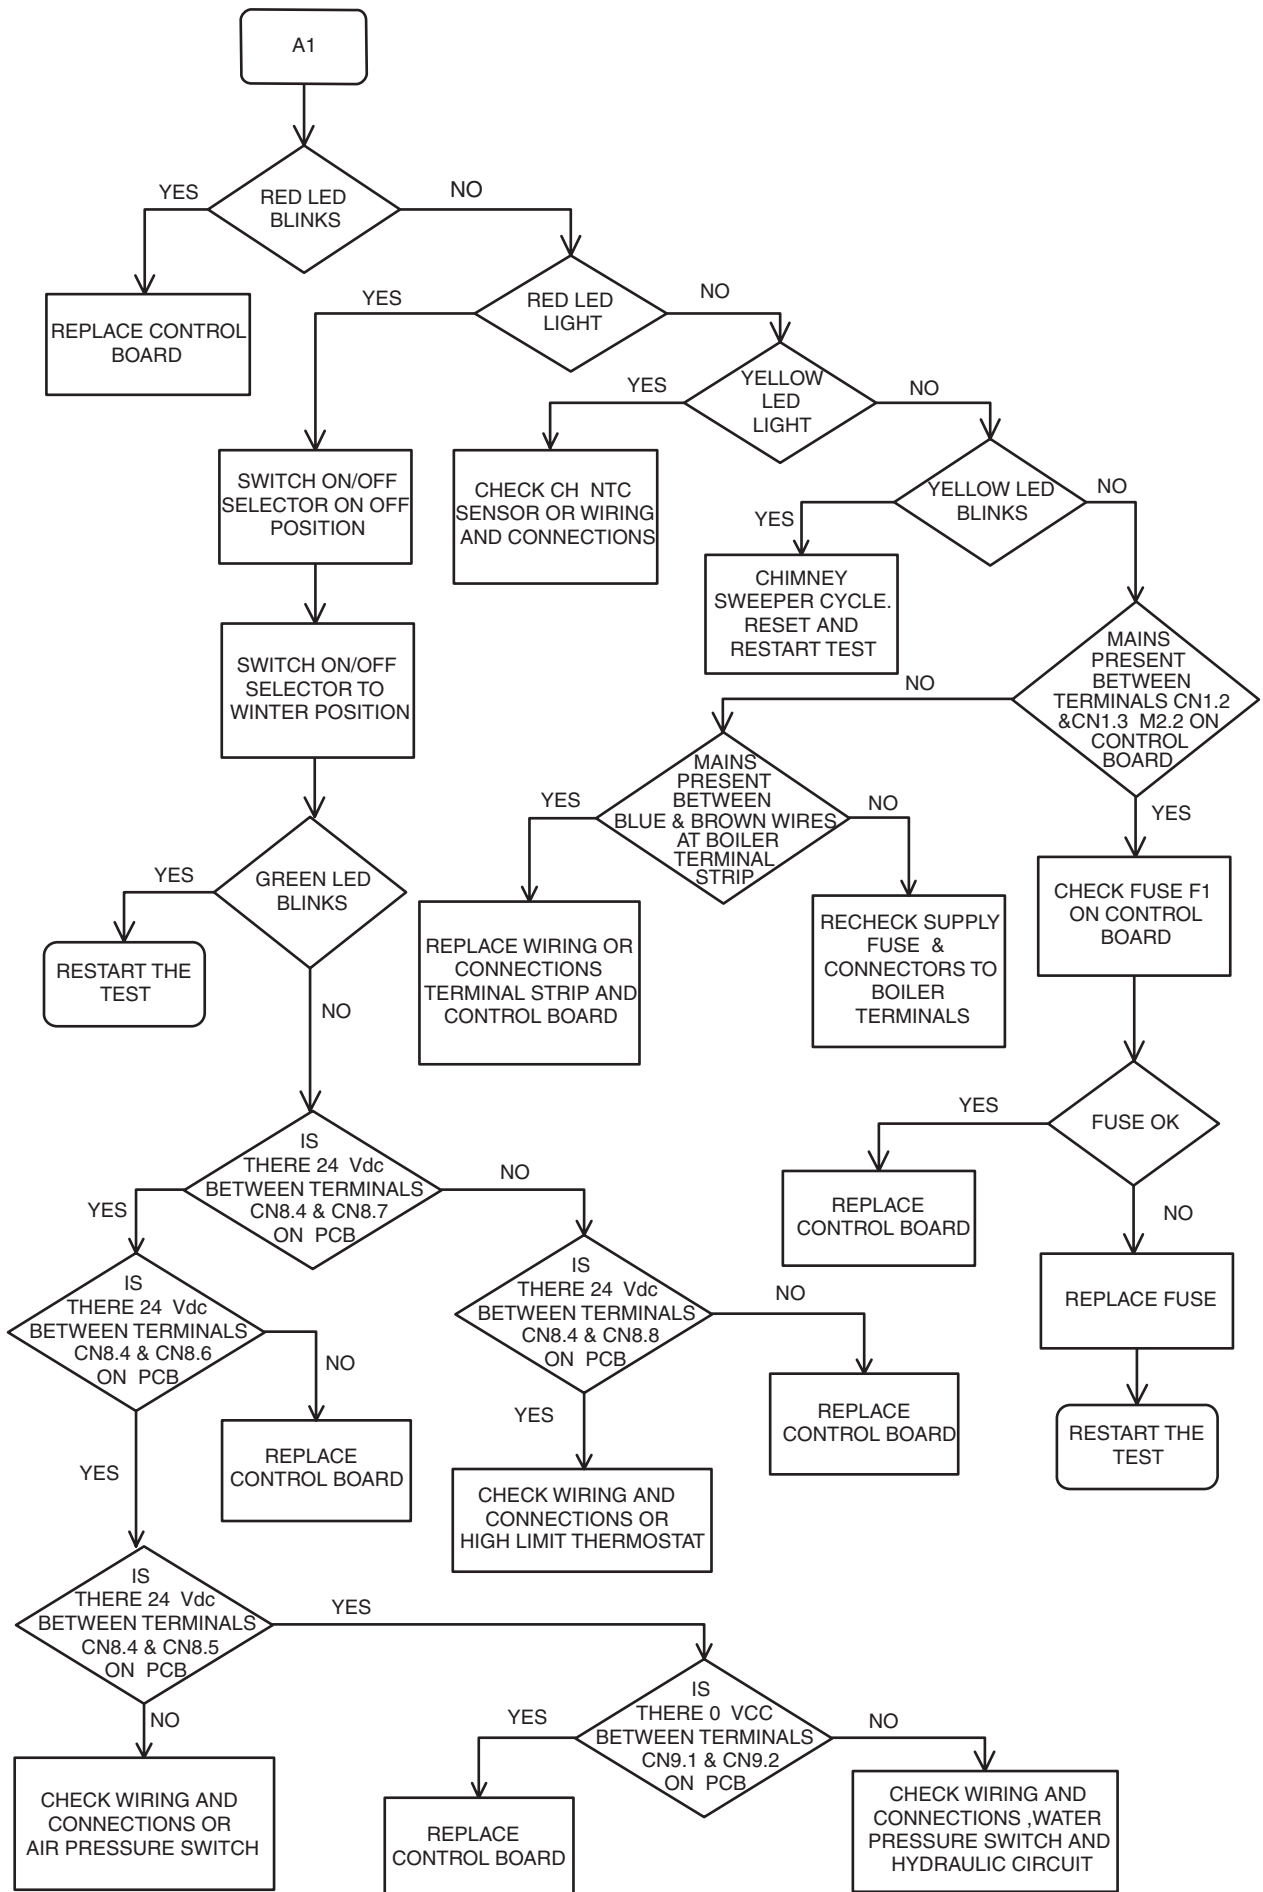 A1
YES
RED LED
BLINKS
NO
REPLACE CONTROL
BOARD
YES
RED LED
LIGHT
NO
YES
YELLOW
LED
LIGHT
NO
SWITCH ON/OFF
SELECTOR ON OFF
POSITION
CHECK CH NTC
SENSOR OR WIRING
AND CONNECTIONS
YES
YELLOW LED
BLINKS
NO
CHIMNEY
SWEEPER CYCLE.
RESET AND
RESTART TEST
SWITCH ON/OFF
SELECTOR TO
WINTER POSITION
NO
MAINS
PRESENT
BETWEEN
TERMINALS CN1.2
&CN1.3 M2.2 ON
CONTROL
BOARD
YES
YES
MAINS
PRESENT
BETWEEN
BLUE & BROWN WIRES
AT BOILER
TERMINAL
STRIP
NO
YES
GREEN LED
BLINKS
NO
RESTART THE
TEST
REPLACE WIRING OR
CONNECTIONS
TERMINAL STRIP AND
CONTROL BOARD
RECHECK SUPPLY
FUSE &
CONNECTORS TO
BOILER
TERMINALS
CHECK FUSE F1
ON CONTROL
BOARD
YES
FUSE OK
NO
REPLACE
CONTROL BOARD
REPLACE FUSE
RESTART THE
TEST
YES
IS
THERE 24 Vdc
BETWEEN TERMINALS
CN8.4 & CN8.7
ON PCB
NO
IS
THERE 24 Vdc
BETWEEN TERMINALS
CN8.4 & CN8.6
ON PCB
NO
YES
REPLACE
CONTROL BOARD
IS
THERE 24 Vdc
BETWEEN TERMINALS
CN8.4 & CN8.8
ON PCB
NO
YES
REPLACE
CONTROL BOARD
CHECK WIRING AND
CONNECTIONS OR
HIGH LIMIT THERMOSTAT
IS
THERE 24 Vdc
BETWEEN TERMINALS
CN8.4 & CN8.5
ON PCB
YES
NO
CHECK WIRING AND
CONNECTIONS OR
AIR PRESSURE SWITCH
YES
IS
THERE 0 VCC
BETWEEN TERMINALS
CN9.1 & CN9.2
ON PCB
NO
REPLACE
CONTROL BOARD
CHECK WIRING AND
CONNECTIONS ,WATER
PRESSURE SWITCH AND
HYDRAULIC CIRCUIT